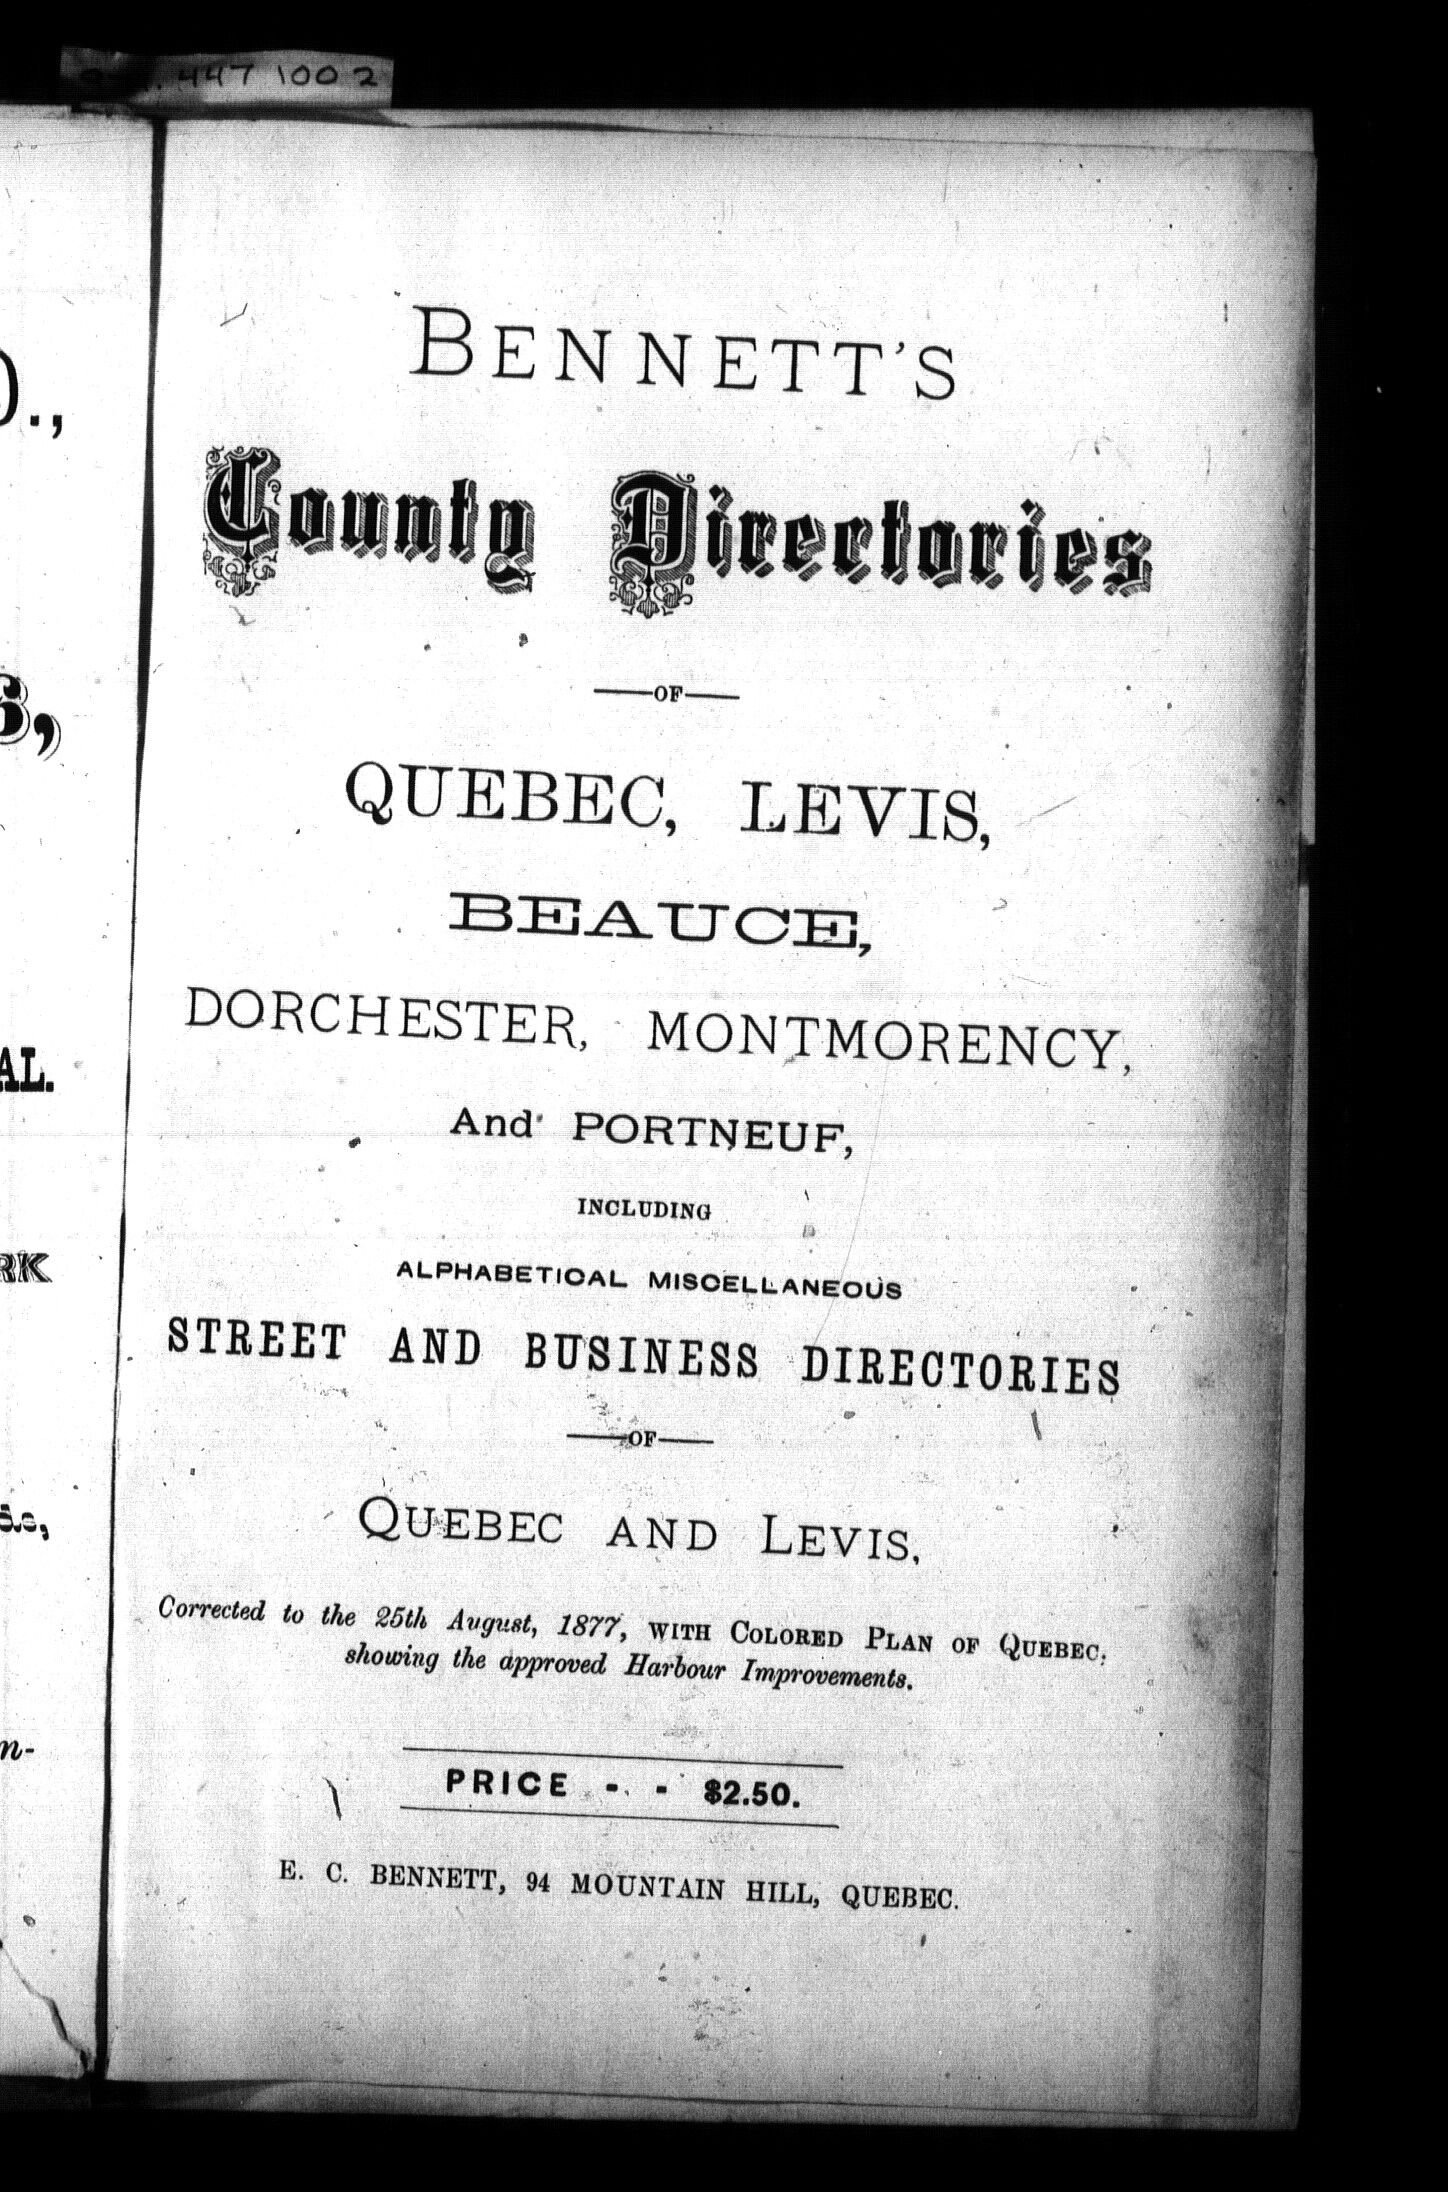 447 1002
BENNETT'S
County Directories
—OF—
QUEBEC, LEVIS,
BEAUCE,
DORCHESTER, MONTMORENCY,
And PORTNEUF,
INCLUDING
ALPHABETICAL MISCELLANEOUS
STREET AND BUSINESS DIRECTORIES
—OF—
QUEBEC AND LEVIS,
Corrected to the 25th August, 1877, WITH COLORED PLAN OF QUEBEC,
showing the approved Harbour Improvements.
PRICE - - $2.50.
E. C. BENNETT, 94 MOUNTAIN HILL, QUEBEC.